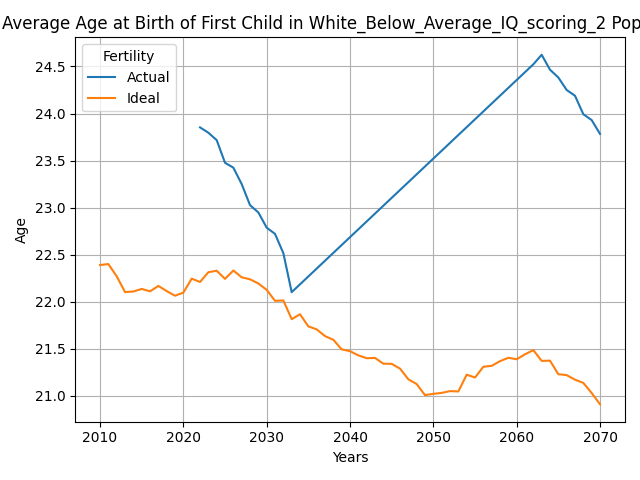 Average Age at Birth of First Child in White_Below_Average_IQ_scoring_2 Pop
Fertility
Actual
Ideal
24.5
24.0
23.5
23.0
22.5
22.0
21.5
21.0
Age
2010 2020 2030 2040 2050 2060 2070
Years